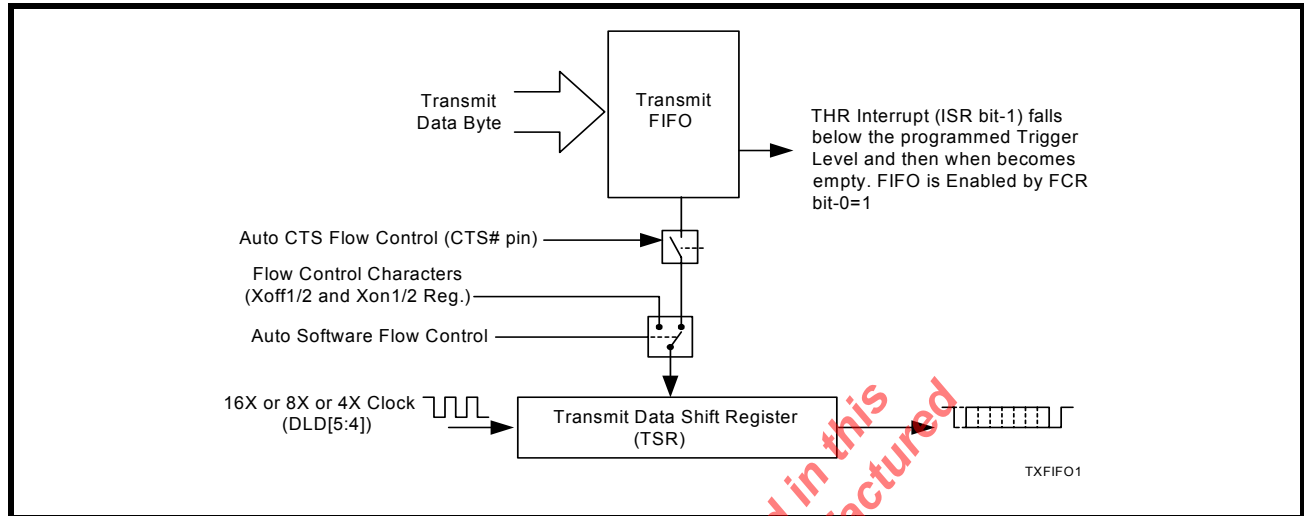 Transmit
Data Byte
Transmit
FIFO
THR Interrupt (ISR bit-1) falls
below the programmed Trigger
Level and then when becomes
empty. FIFO is Enabled by FCR
bit-0=1
Auto CTS Flow Control (CTS# pin)
Flow Control Characters
(Xoff1/2 and Xon1/2 Reg.)
Auto Software Flow Control
16X or 8X or 4X Clock
(DLD[5:4])
Transmit Data Shift Register
(TSR)
TXFIFO1
d in this
actured